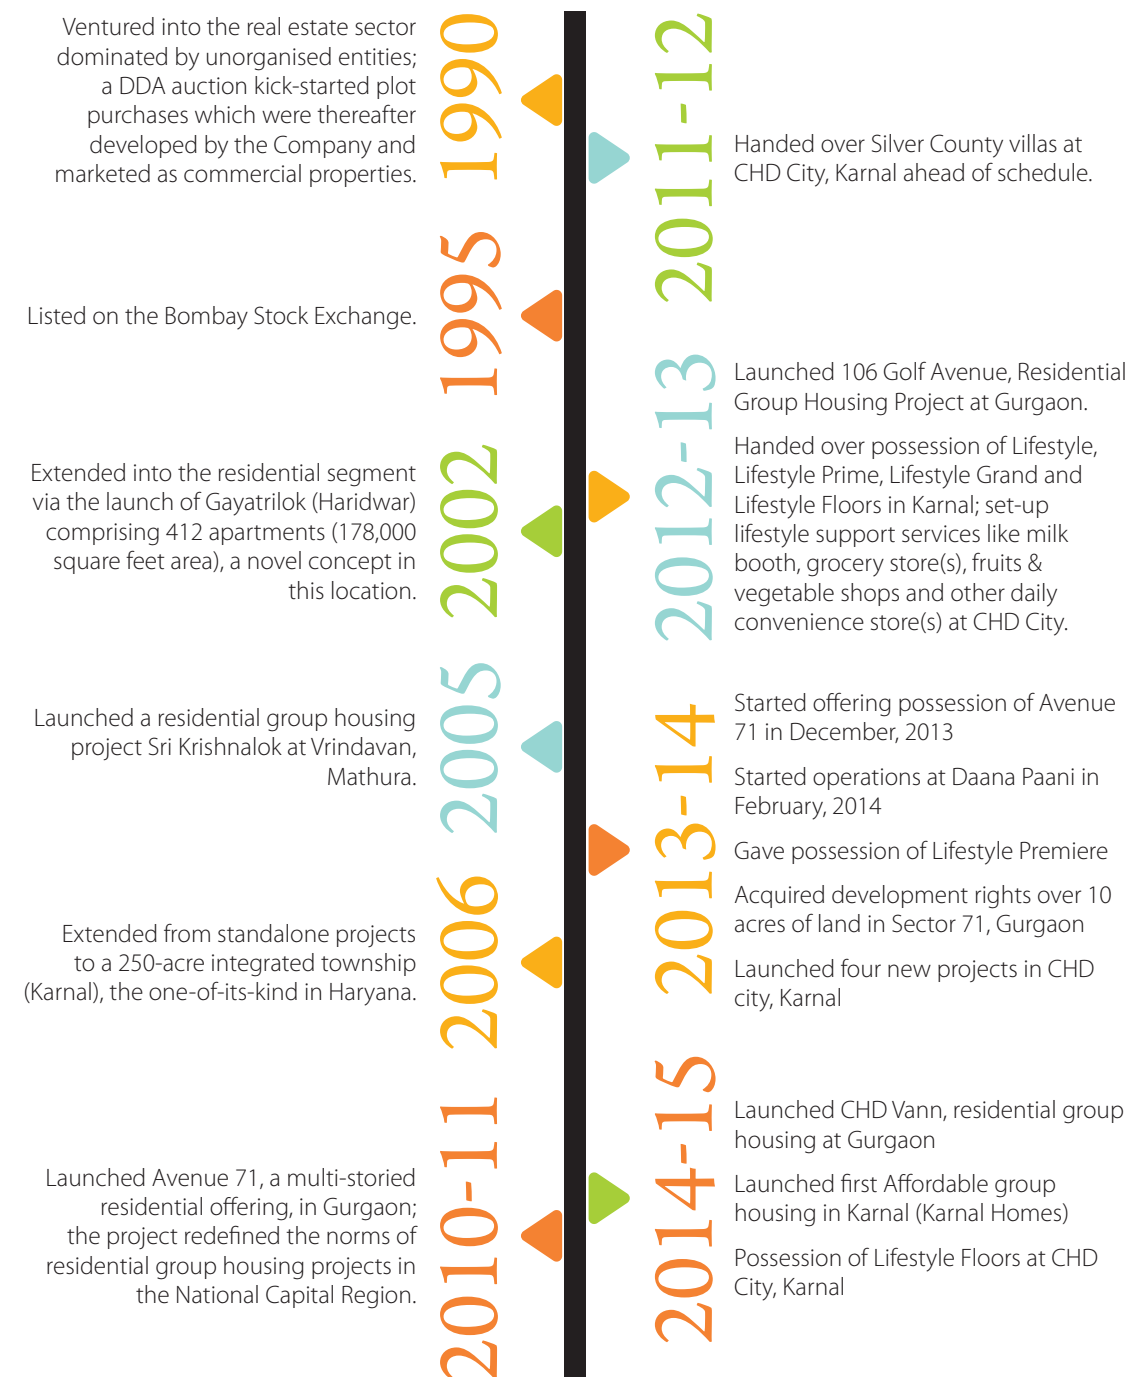 1990
Ventured into the real estate sector
dominated by unorganised entities;
a DDA auction kick-started plot
purchases which were thereafter
developed by the Company and
marketed as commercial properties.
1995
Listed on the Bombay Stock Exchange.
2002
Extended into the residential segment
via the launch of Gayatrilok (Haridwar)
comprising 412 apartments (178,000
square feet area), a novel concept in
this location.
2005
Launched a residential group housing
project Sri Krishnalok at Vrindavan,
Mathura.
2006
Extended from standalone projects
to a 250-acre integrated township
(Karnal), the one-of-its-kind in Haryana.
2010-11
Launched Avenue 71, a multi-storied
residential offering, in Gurgaon;
the project redefined the norms of
residential group housing projects in
the National Capital Region.
2011-12
Handed over Silver County villas at
CHD City, Karnal ahead of schedule.
2012-13
Launched 106 Golf Avenue, Residential
Group Housing Project at Gurgaon.
Handed over possession of Lifestyle,
Lifestyle Prime, Lifestyle Grand and
Lifestyle Floors in Karnal; set-up
lifestyle support services like milk
booth, grocery store(s), fruits &
vegetable shops and other daily
convenience store(s) at CHD City.
2013-14
Started offering possession of Avenue
71 in December, 2013
Started operations at Daana Paani in
February, 2014
Gave possession of Lifestyle Premiere
Acquired development rights over 10
acres of land in Sector 71, Gurgaon
Launched four new projects in CHD
city, Karnal
2014-15
Launched CHD Vann, residential group
housing at Gurgaon
Launched first Affordable group
housing in Karnal (Karnal Homes)
Possession of Lifestyle Floors at CHD
City, Karnal